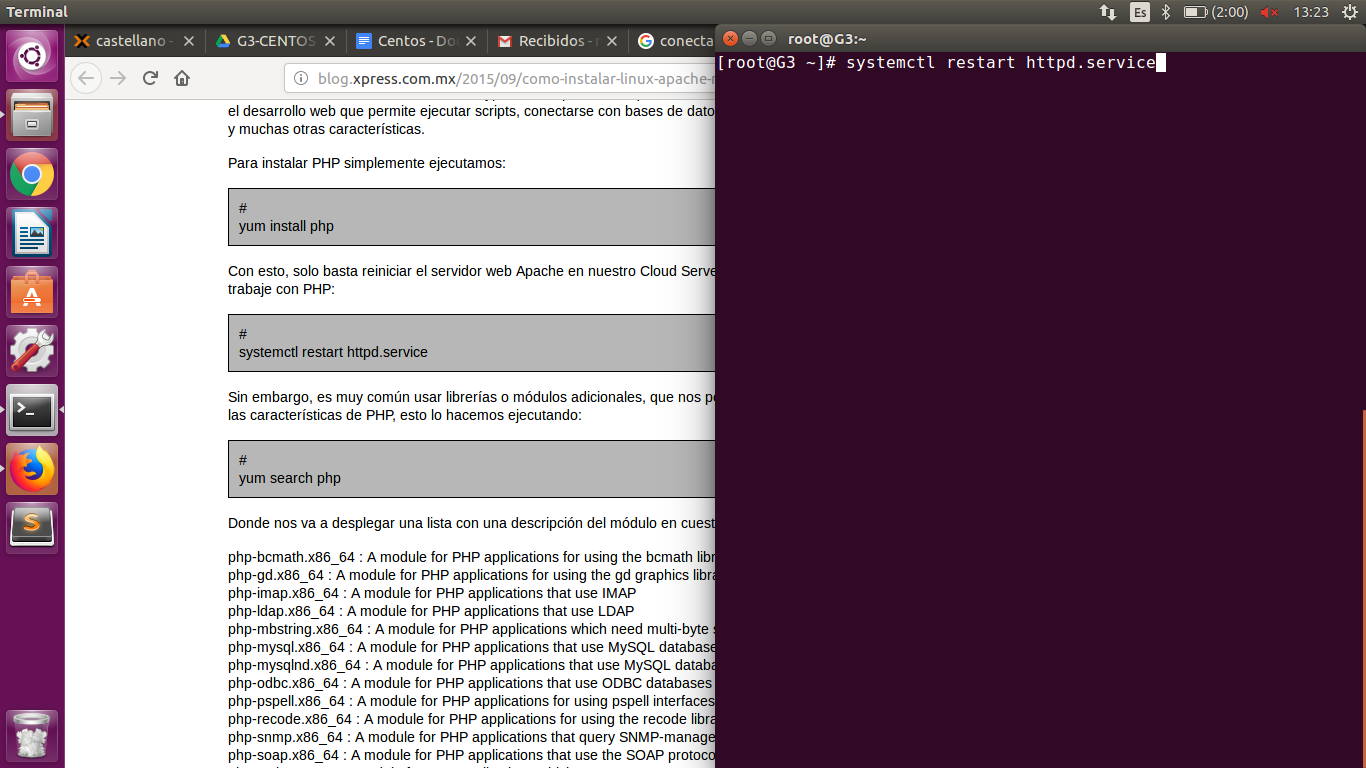 Terminal
Es
(2:00)
13:23
castellano -
G3-CENTOS
Centos - Do
Recibidos -
conecta
blog.xpress.com.mx/2015/09/como-instalar-linux-apache-
el desarrollo web que permite ejecutar scripts, conectarse con bases de dato
y muchas otras características.
Para instalar PHP simplemente ejecutamos:
#
yum install php
Con esto, solo basta reiniciar el servidor web Apache en nuestro Cloud Serve
trabaje con PHP:
#
systemctl restart httpd.service
Sin embargo, es muy común usar librerías o módulos adicionales, que nos p
las características de PHP, esto lo hacemos ejecutando:
#
yum search php
Donde nos va a desplegar una lista con una descripción del módulo en cuest
php-bcmath.x86_64 : A module for PHP applications for using the bcmath libr
php-gd.x86_64 : A module for PHP applications for using the gd graphics libra
php-imap.x86_64 : A module for PHP applications that use IMAP
php-ldap.x86_64 : A module for PHP applications that use LDAP
php-mbstring.x86_64 : A module for PHP applications which need multi-byte s
php-mysql.x86_64 : A module for PHP applications that use MySQL database
php-mysqlnd.x86_64 : A module for PHP applications that use MySQL databa
php-odbc.x86_64 : A module for PHP applications that use ODBC databases
php-pspell.x86_64 : A module for PHP applications for using pspell interfaces
php-recode.x86_64 : A module for PHP applications for using the recode libra
php-snmp.x86_64 : A module for PHP applications that query SNMP-manage
php-soap.x86_64 : A module for PHP applications that use the SOAP protoco
root@G3:~
[root@G3 ~]# systemctl restart httpd.service